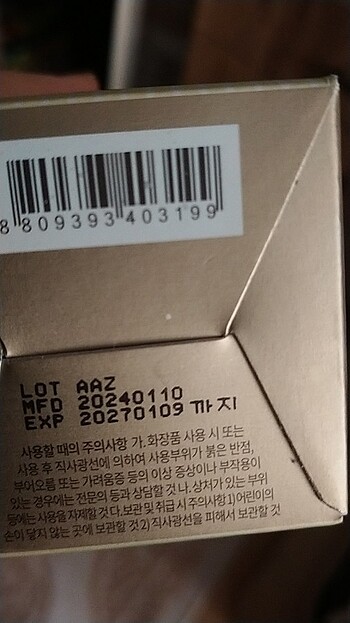 8 809393 403199
LOT AAZ
MFD 20240110
EXP 20270109 까지
사용할 때의 주의사항 가. 화장품 사용 시 또는
사용 후 직사광선에 의하여 사용부위가 붉은 반점,
부어오름 또는 가려움증 등의 이상 증상이나 부작용이
있는 경우에는 전문의 등과 상담할 것 나. 상처가 있는 부위
등에는 사용을 자제할 것 다. 보관 및 취급 시 주의사항 1) 어린이의
손이 닿지 않는 곳에 보관할 것 2) 직사광선을 피해서 보관할 것